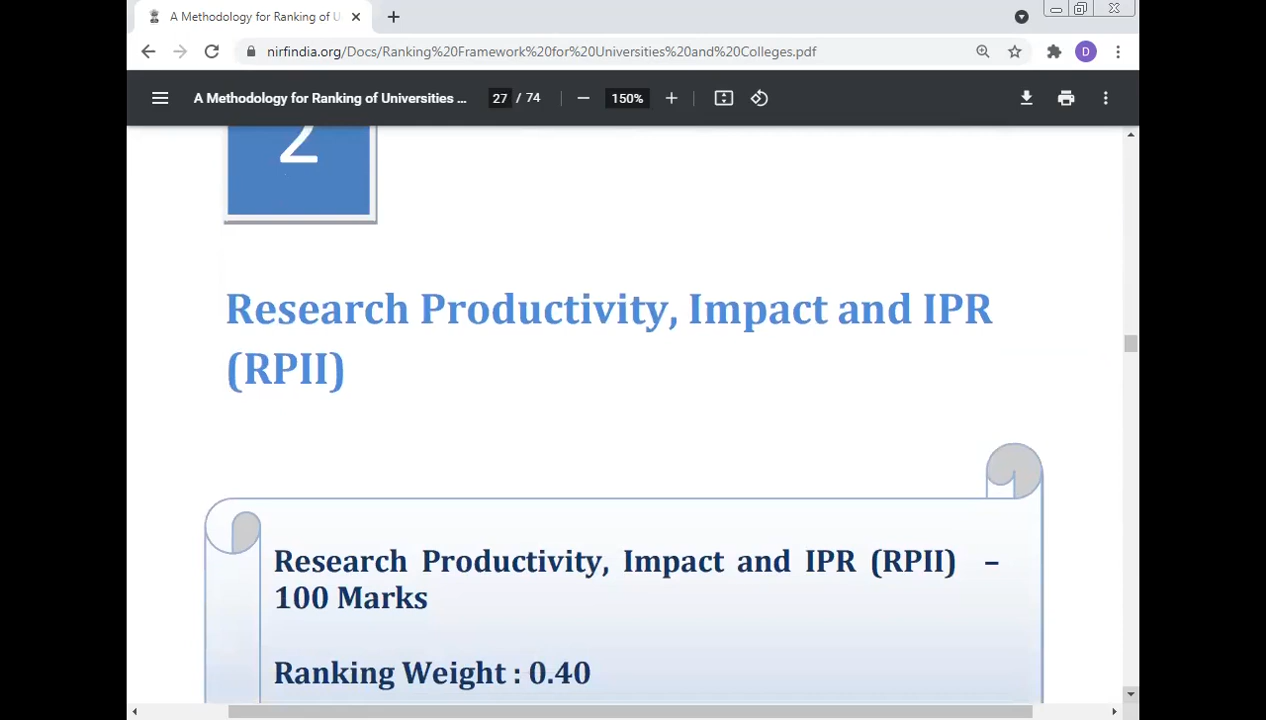 A Methodology for Ranking of U
nirfindia.org/Docs/Ranking%20Framework%20for%20Universities%20and%20Colleges.pdf
D
A Methodology for Ranking of Universities ...
27 / 74
150%
2
Research Productivity, Impact and IPR
(RPII)
Research Productivity, Impact and IPR (RPII) –
100 Marks
Ranking Weight : 0.40